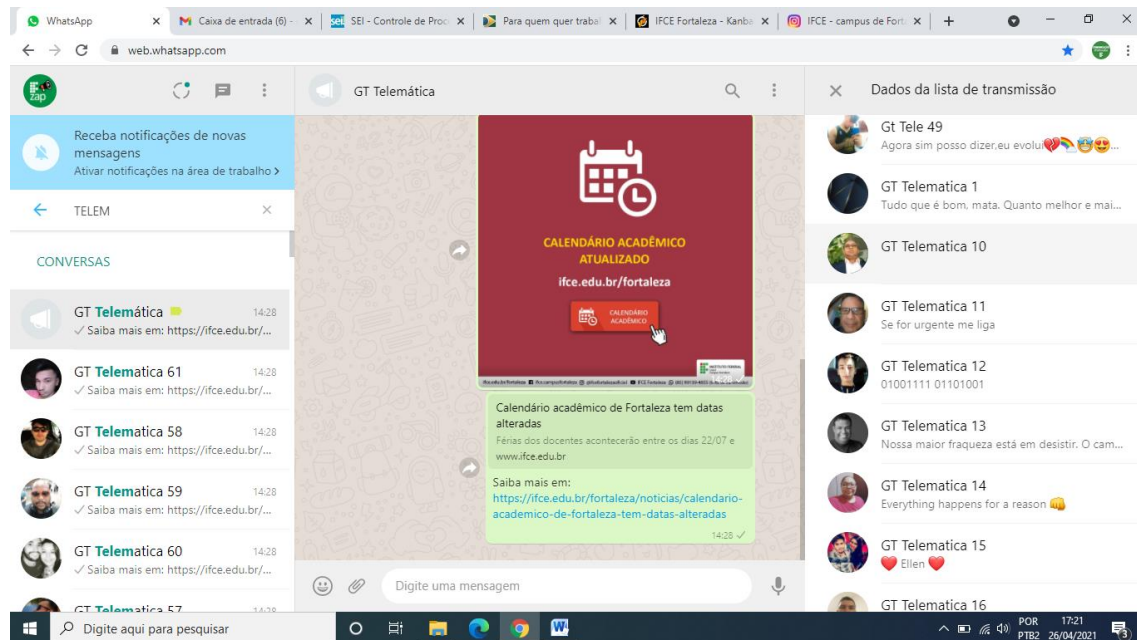 WhatsApp
Caixa de entrada (6) -
SEI - Controle de Proc
Para quem quer trabal
IFCE Fortaleza - Kanba
IFCE - campus de Fort
web.whatsapp.com
zap
GT Telemática
Dados da lista de transmissão
Receba notificações de novas
mensagens
Ativar notificações na área de trabalho >
TELEM
CONVERSAS
GT Telemática 14:28
Saiba mais em: https://ifce.edu.br/...
GT Telematica 61 14:28
Saiba mais em: https://ifce.edu.br/...
GT Telematica 58 14:28
Saiba mais em: https://ifce.edu.br/...
GT Telematica 59 14:28
Saiba mais em: https://ifce.edu.br/...
GT Telematica 60 14:28
Saiba mais em: https://ifce.edu.br/...
GT Telematica 57 14:28
CALENDÁRIO ACADÊMICO
ATUALIZADO
ifce.edu.br/fortaleza
CALENDÁRIO
ACADÊMICO
INSTITUTO FEDERAL
Calendário acadêmico de Fortaleza tem datas
alteradas
Férias dos docentes acontecerão entre os dias 22/07 e
www.ifce.edu.br
Saiba mais em:
https://ifce.edu.br/fortaleza/noticias/calendario-
academico-de-fortaleza-tem-datas-alteradas
14:28
Digite uma mensagem
Gt Tele 49
Agora sim posso dizer.eu evolui💔🌈🤠😍...
GT Telematica 1
Tudo que é bom, mata. Quanto melhor e mai...
GT Telematica 10
GT Telematica 11
Se for urgente me liga
GT Telematica 12
01001111 01101001
GT Telematica 13
Nossa maior fraqueza está em desistir. O cam...
GT Telematica 14
Everything happens for a reason 👊
GT Telematica 15
❤️ Ellen ❤️
GT Telematica 16
Digite aqui para pesquisar
POR
PTB2
17:21
26/04/2021